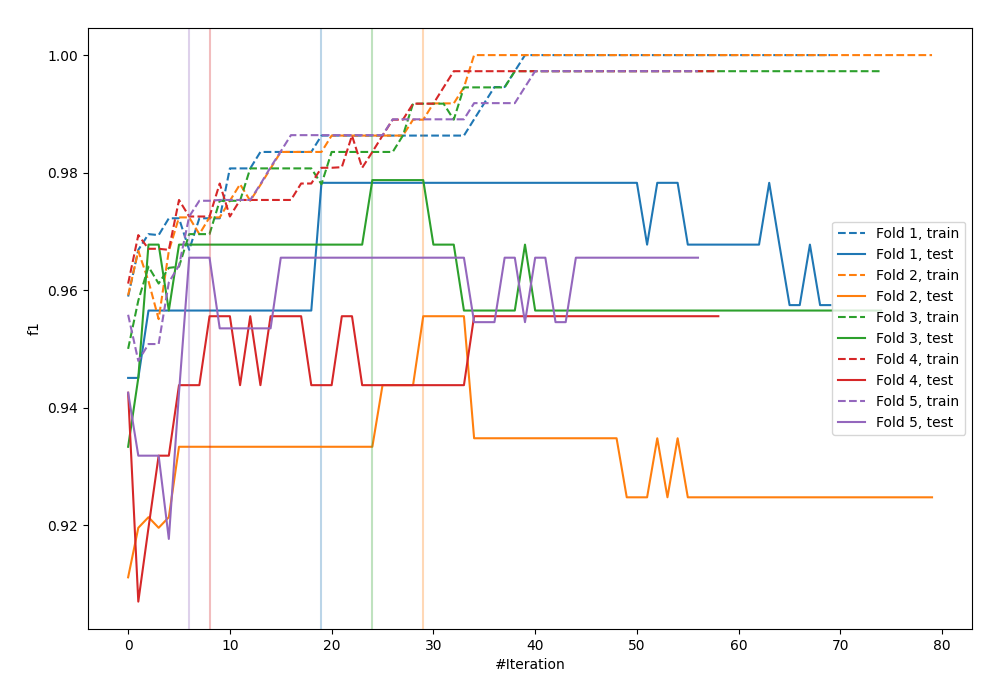 1.00
0.98
0.96
0.94
0.92
f1
0 10 20 30 40 50 60 70 80
#Iteration
Fold 1, train
Fold 1, test
Fold 2, train
Fold 2, test
Fold 3, train
Fold 3, test
Fold 4, train
Fold 4, test
Fold 5, train
Fold 5, test